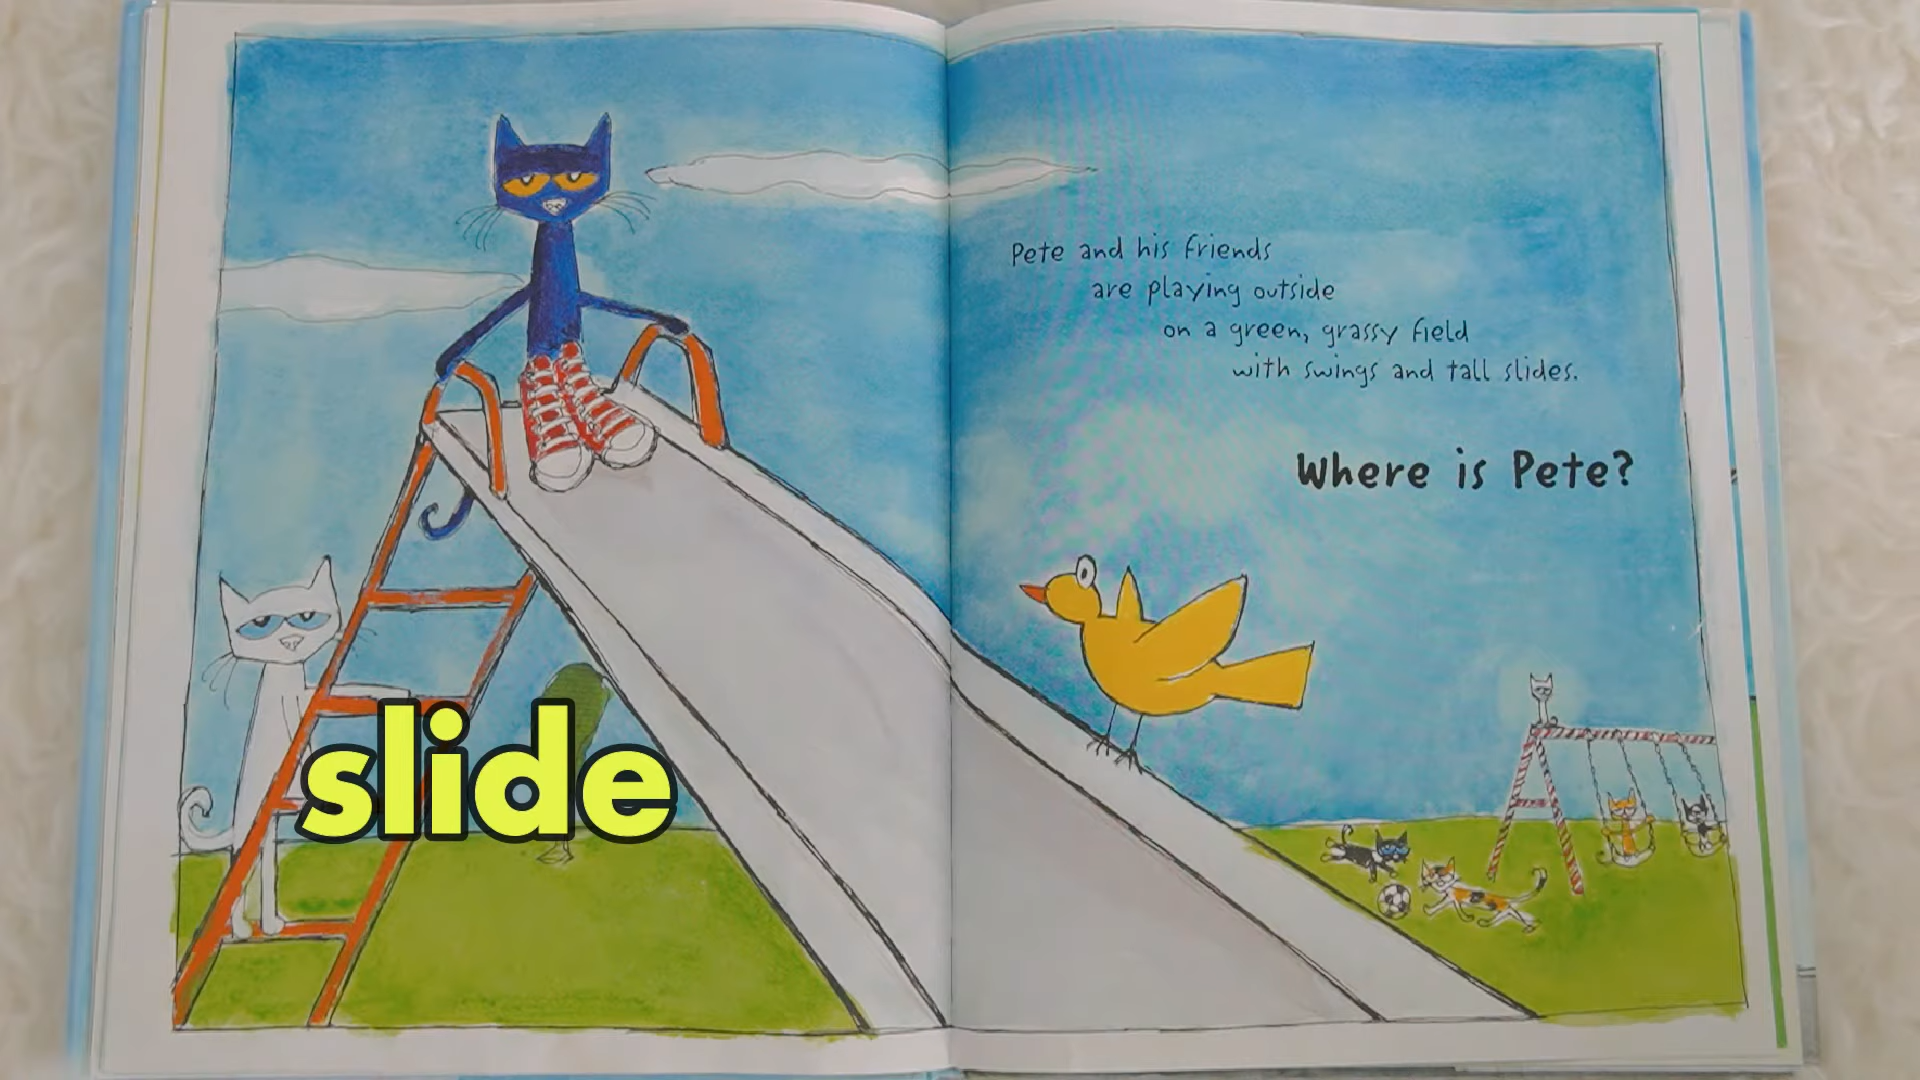 Pete and his friends
are playing outside
on a green, grassy field
with swings and tall slides.
Where is Pete?
slide